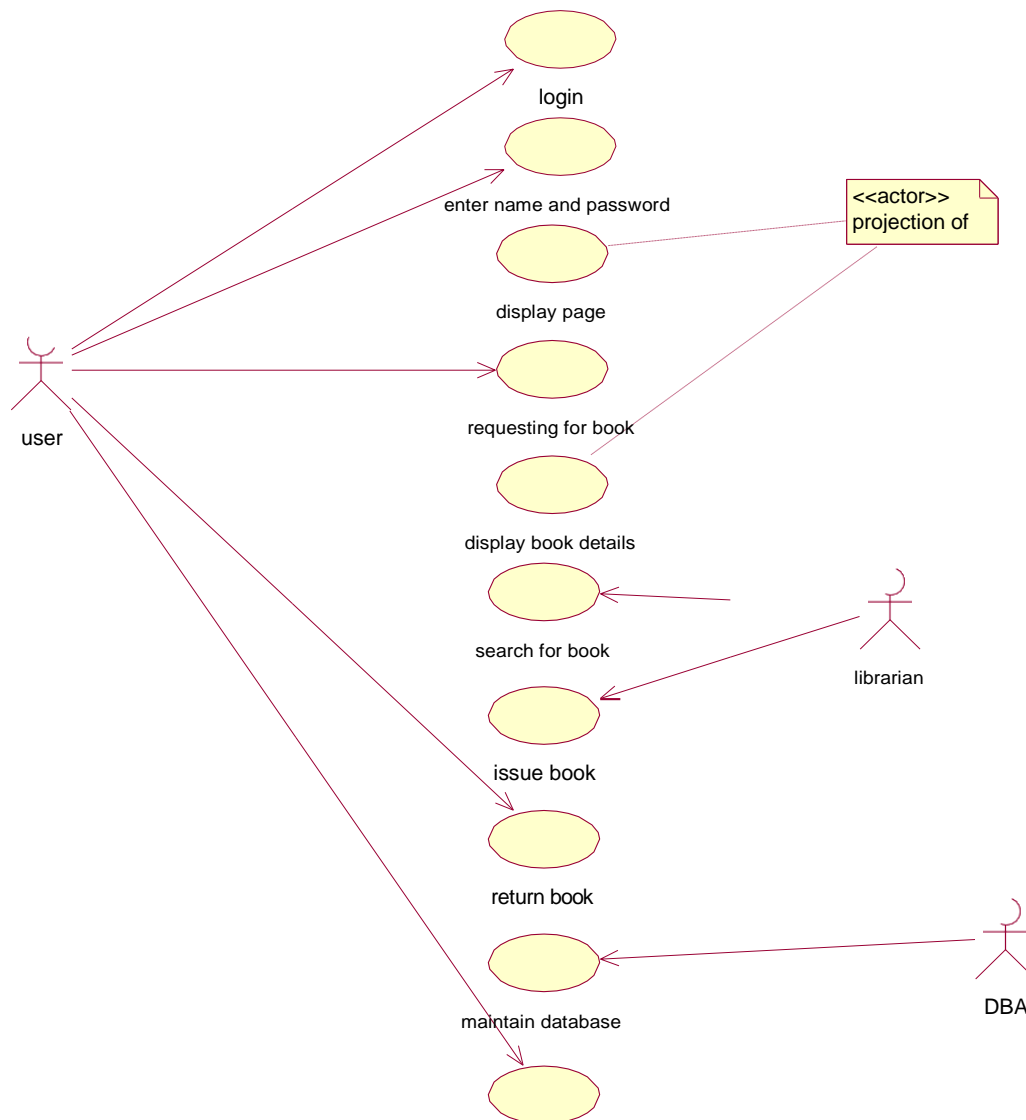 login
enter name and password
<<actor>>
projection of
display page
requesting for book
user
display book details
search for book
librarian
issue book
return book
DBA
maintain database